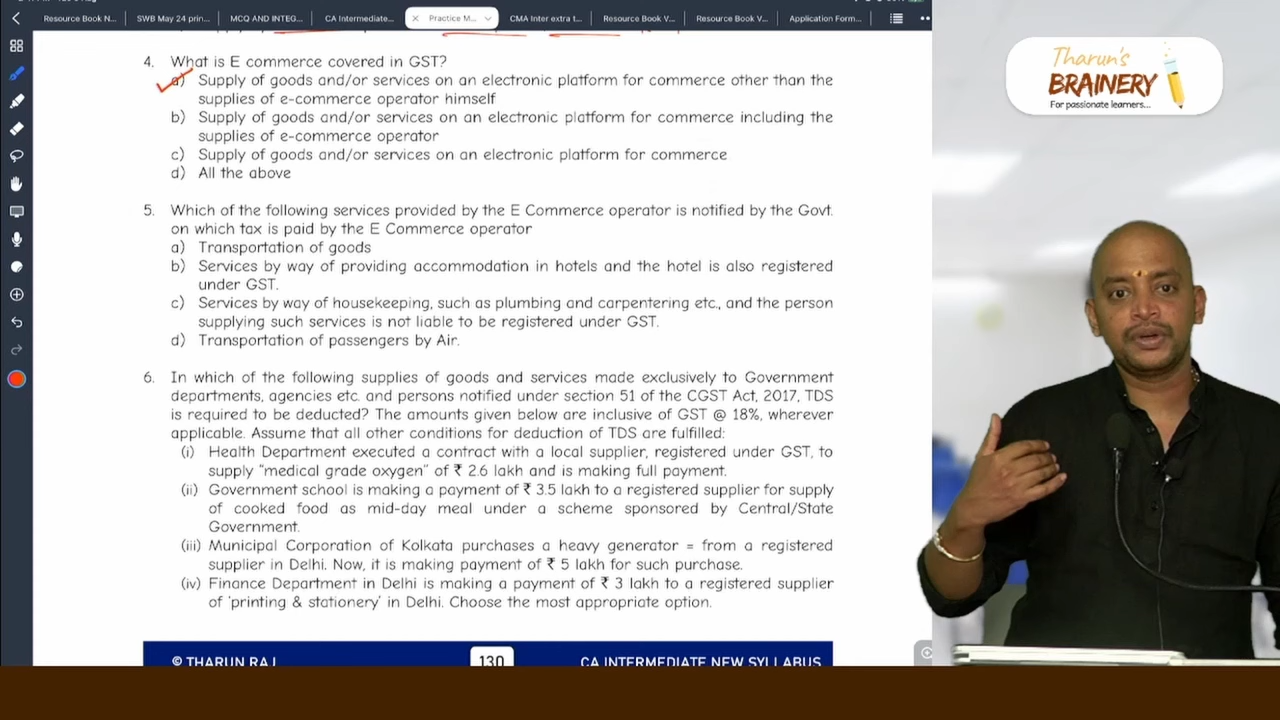 Resource Book N...
SWB May 24 prin...
MCQ AND INTEG...
CA Intermediate...
Practice M...
CMA Inter extra t...
Resource Book V...
Resource Book V...
Application Form...
4. What is E commerce covered in GST?
a) Supply of goods and/or services on an electronic platform for commerce other than the
supplies of e-commerce operator himself
b) Supply of goods and/or services on an electronic platform for commerce including the
supplies of e-commerce operator
c) Supply of goods and/or services on an electronic platform for commerce
d) All the above
5. Which of the following services provided by the E Commerce operator is notified by the Govt.
on which tax is paid by the E Commerce operator
a) Transportation of goods
b) Services by way of providing accommodation in hotels and the hotel is also registered
under GST.
c) Services by way of housekeeping, such as plumbing and carpentering etc., and the person
supplying such services is not liable to be registered under GST.
d) Transportation of passengers by Air.
6. In which of the following supplies of goods and services made exclusively to Government
departments, agencies etc. and persons notified under section 51 of the CGST Act, 2017, TDS
is required to be deducted? The amounts given below are inclusive of GST @ 18%, wherever
applicable. Assume that all other conditions for deduction of TDS are fulfilled:
(i) Health Department executed a contract with a local supplier, registered under GST, to
supply "medical grade oxygen" of ₹ 2.6 lakh and is making full payment.
(ii) Government school is making a payment of ₹ 3.5 lakh to a registered supplier for supply
of cooked food as mid-day meal under a scheme sponsored by Central/State
Government.
(iii) Municipal Corporation of Kolkata purchases a heavy generator = from a registered
supplier in Delhi. Now, it is making payment of ₹ 5 lakh for such purchase.
(iv) Finance Department in Delhi is making a payment of ₹ 3 lakh to a registered supplier
of 'printing & stationery' in Delhi. Choose the most appropriate option.
© THARUN RAJ
130
CA INTERMEDIATE NEW SYLLABUS
Tharun's
BRAINERY
For passionate learners...